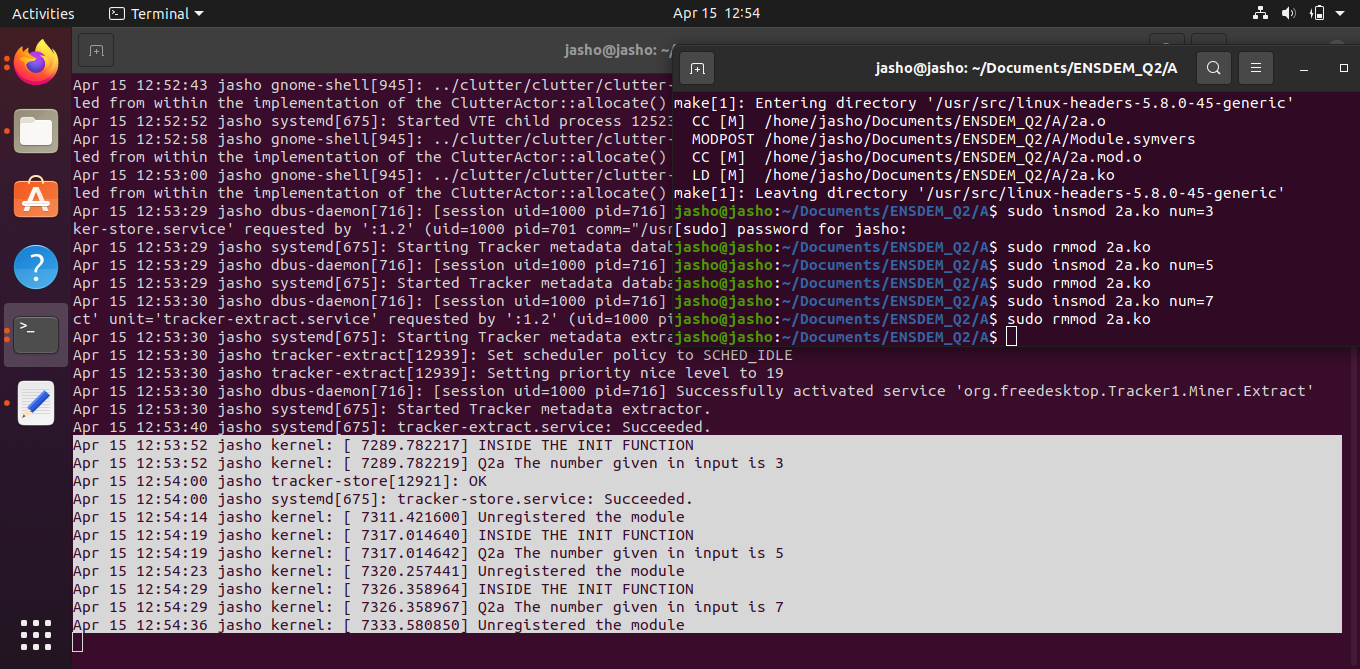 Activities
Terminal
Apr 15 12:54
jasho@jasho: ~/
jasho@jasho: ~/Documents/ENSDEM_Q2/A
Apr 15 12:52:43 jasho gnome-shell[945]: ../clutter/clutter/clutter-
led from within the implementation of the ClutterActor::allocate()
Apr 15 12:52:52 jasho systemd[675]: Started VTE child process 12523
Apr 15 12:52:58 jasho gnome-shell[945]: ../clutter/clutter/clutter-
led from within the implementation of the ClutterActor::allocate()
Apr 15 12:53:00 jasho gnome-shell[945]: ../clutter/clutter/clutter-
led from within the implementation of the ClutterActor::allocate()
Apr 15 12:53:29 jasho dbus-daemon[716]: [session uid=1000 pid=716]
ker-store.service' requested by ':1.2' (uid=1000 pid=701 comm="/usr
Apr 15 12:53:29 jasho systemd[675]: Starting Tracker metadata datab
Apr 15 12:53:29 jasho dbus-daemon[716]: [session uid=1000 pid=716]
Apr 15 12:53:29 jasho systemd[675]: Started Tracker metadata databa
Apr 15 12:53:30 jasho dbus-daemon[716]: [session uid=1000 pid=716]
ct' unit='tracker-extract.service' requested by ':1.2' (uid=1000 pi
Apr 15 12:53:30 jasho systemd[675]: Starting Tracker metadata extra
Apr 15 12:53:30 jasho tracker-extract[12939]: Set scheduler policy to SCHED_IDLE
Apr 15 12:53:30 jasho tracker-extract[12939]: Setting priority nice level to 19
Apr 15 12:53:30 jasho dbus-daemon[716]: [session uid=1000 pid=716] Successfully activated service 'org.freedesktop.Tracker1.Miner.Extract'
Apr 15 12:53:30 jasho systemd[675]: Started Tracker metadata extractor.
Apr 15 12:53:40 jasho systemd[675]: tracker-extract.service: Succeeded.
Apr 15 12:53:52 jasho kernel: [ 7289.782217] INSIDE THE INIT FUNCTION
Apr 15 12:53:52 jasho kernel: [ 7289.782219] Q2a The number given in input is 3
Apr 15 12:54:00 jasho tracker-store[12921]: OK
Apr 15 12:54:00 jasho systemd[675]: tracker-store.service: Succeeded.
Apr 15 12:54:14 jasho kernel: [ 7311.421600] Unregistered the module
Apr 15 12:54:19 jasho kernel: [ 7317.014640] INSIDE THE INIT FUNCTION
Apr 15 12:54:19 jasho kernel: [ 7317.014642] Q2a The number given in input is 5
Apr 15 12:54:23 jasho kernel: [ 7320.257441] Unregistered the module
Apr 15 12:54:29 jasho kernel: [ 7326.358964] INSIDE THE INIT FUNCTION
Apr 15 12:54:29 jasho kernel: [ 7326.358967] Q2a The number given in input is 7
Apr 15 12:54:36 jasho kernel: [ 7333.580850] Unregistered the module
make[1]: Entering directory '/usr/src/linux-headers-5.8.0-45-generic'
CC [M] /home/jasho/Documents/ENSDEM_Q2/A/2a.o
MODPOST /home/jasho/Documents/ENSDEM_Q2/A/Module.symvers
CC [M] /home/jasho/Documents/ENSDEM_Q2/A/2a.mod.o
LD [M] /home/jasho/Documents/ENSDEM_Q2/A/2a.ko
make[1]: Leaving directory '/usr/src/linux-headers-5.8.0-45-generic'
jasho@jasho:~/Documents/ENSDEM_Q2/A$ sudo insmod 2a.ko num=3
[sudo] password for jasho:
jasho@jasho:~/Documents/ENSDEM_Q2/A$ sudo rmmod 2a.ko
jasho@jasho:~/Documents/ENSDEM_Q2/A$ sudo insmod 2a.ko num=5
jasho@jasho:~/Documents/ENSDEM_Q2/A$ sudo rmmod 2a.ko
jasho@jasho:~/Documents/ENSDEM_Q2/A$ sudo insmod 2a.ko num=7
jasho@jasho:~/Documents/ENSDEM_Q2/A$ sudo rmmod 2a.ko
jasho@jasho:~/Documents/ENSDEM_Q2/A$